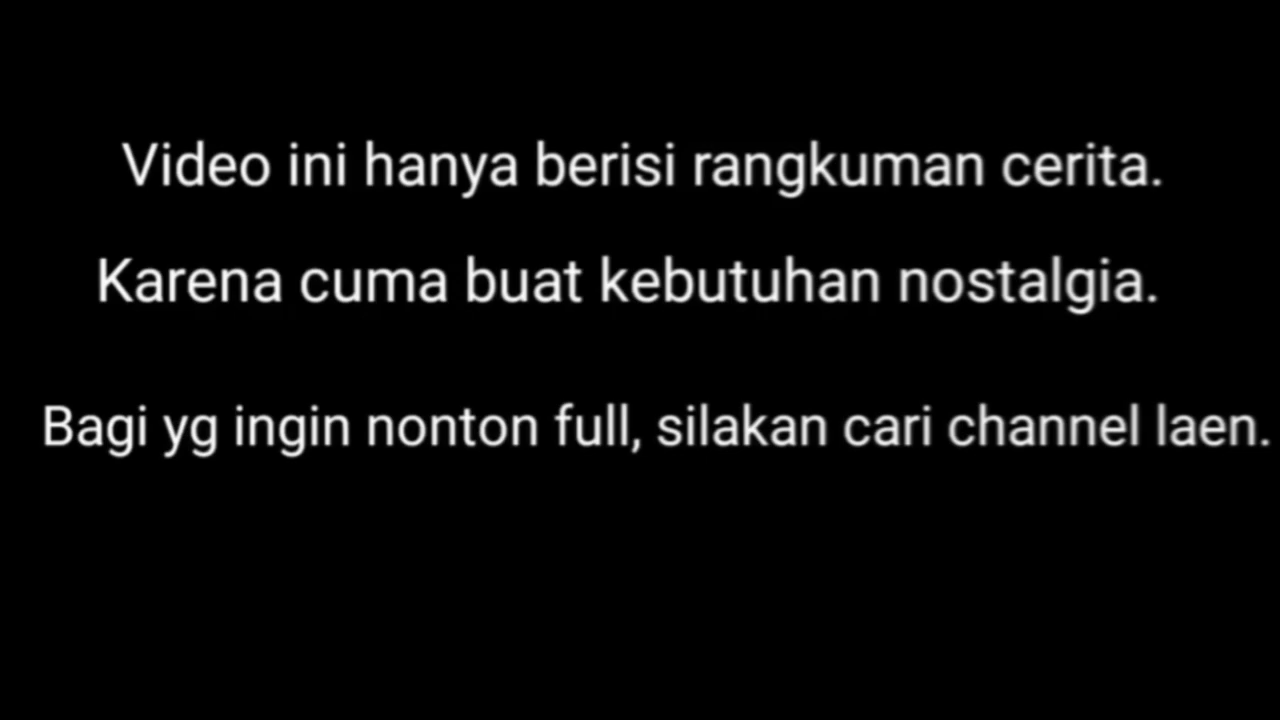 Video ini hanya berisi rangkuman cerita.
Karena cuma buat kebutuhan nostalgia.
Bagi yg ingin nonton full, silakan cari channel laen.